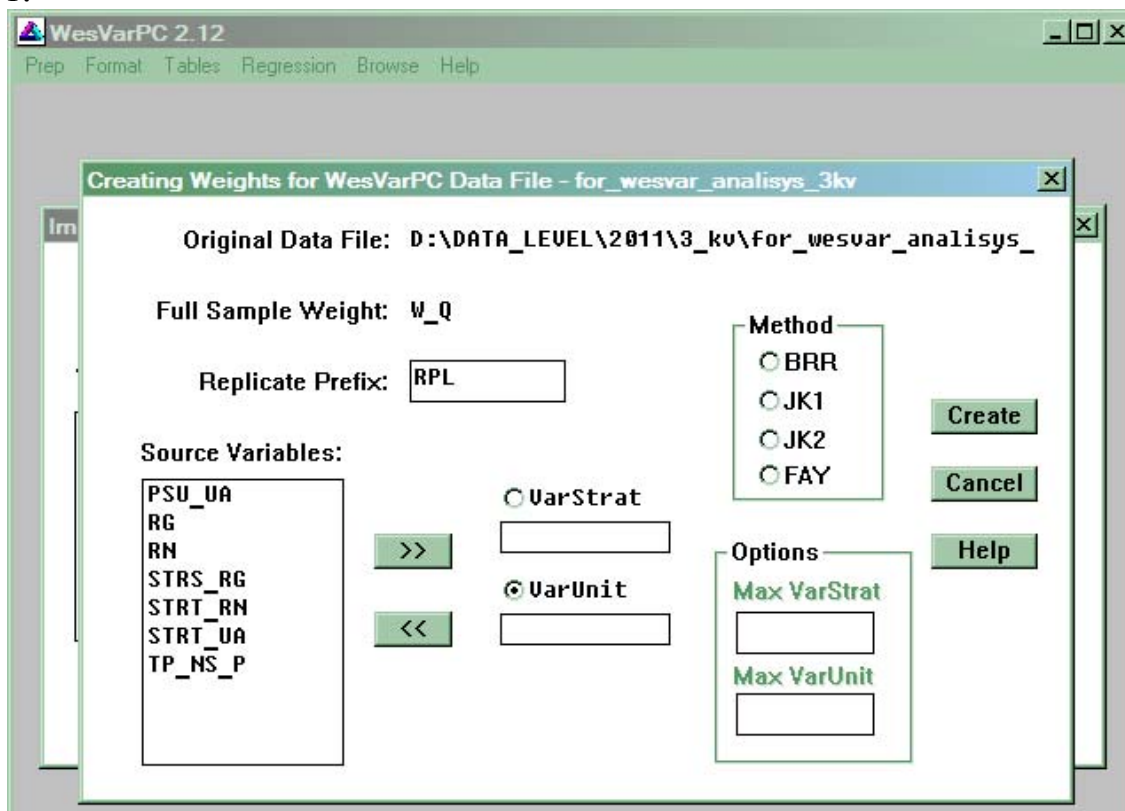 WesVarPC 2.12
Prep Format Tables Regression Browse Help
Creating Weights for WesVarPC Data File - for_wesvar_analisys_3kv
Im
Original Data File: D:\DATA_LEVEL\2011\3_kv\for_wesvar_analisys_
Full Sample Weight: W_Q
Replicate Prefix: RPL
Method
BRR
JK1
JK2
FAY
Create
Cancel
Help
Source Variables:
PSU_UA
RG
RN
STRS_RG
STRT_RN
STRT_UA
TP_NS_P
>>
<<
VarStrat
VarUnit
Options
Max VarStrat
Max VarUnit